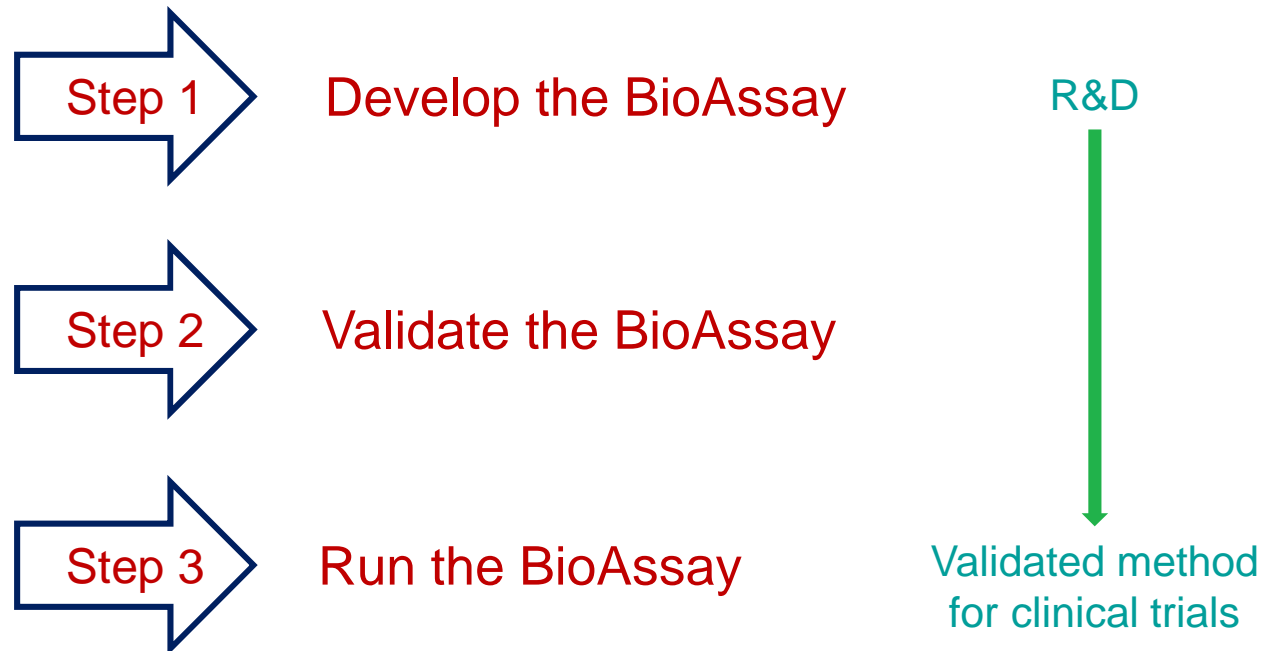 Step 1
Develop the BioAssay
R&D
Step 2
Validate the BioAssay
Step 3
Run the BioAssay
Validated method
for clinical trials